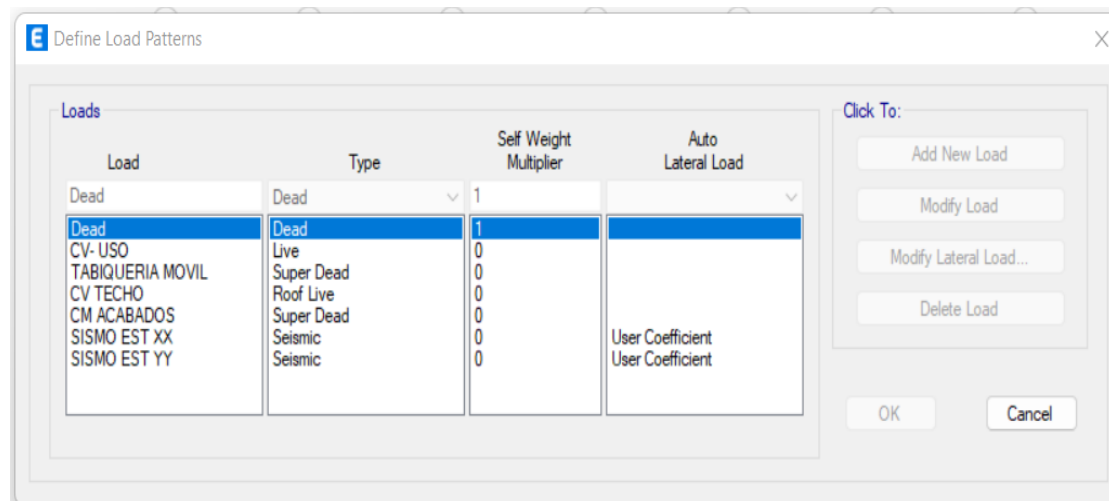 E Define Load Patterns
Loads
Click To:
Load Type Self Weight Multiplier Auto Lateral Load
Dead Dead 1
Dead Dead 1
CV- USO Live 0
TABIQUERIA MOVIL Super Dead 0
CV TECHO Roof Live 0
CM ACABADOS Super Dead 0
SISMO EST XX Seismic 0 User Coefficient
SISMO EST YY Seismic 0 User Coefficient
Add New Load
Modify Load
Modify Lateral Load...
Delete Load
OK Cancel